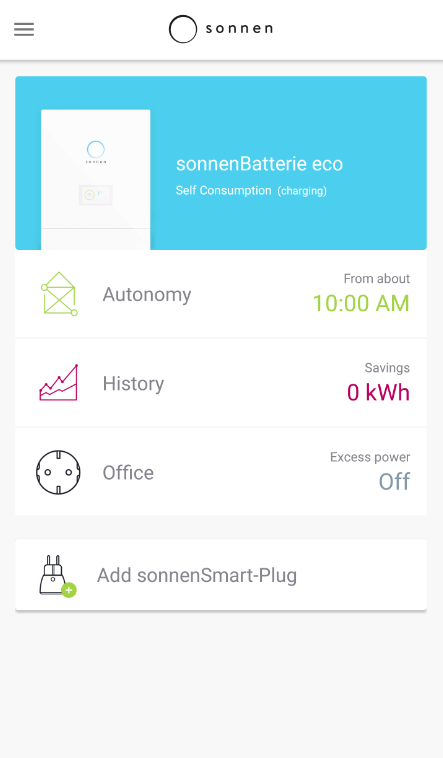 sonnen
sonnen
sonnenBatterie eco
Self Consumption (charging)
Autonomy
From about
10:00 AM
History
Savings
0 kWh
Office
Excess power
Off
Add sonnenSmart-Plug